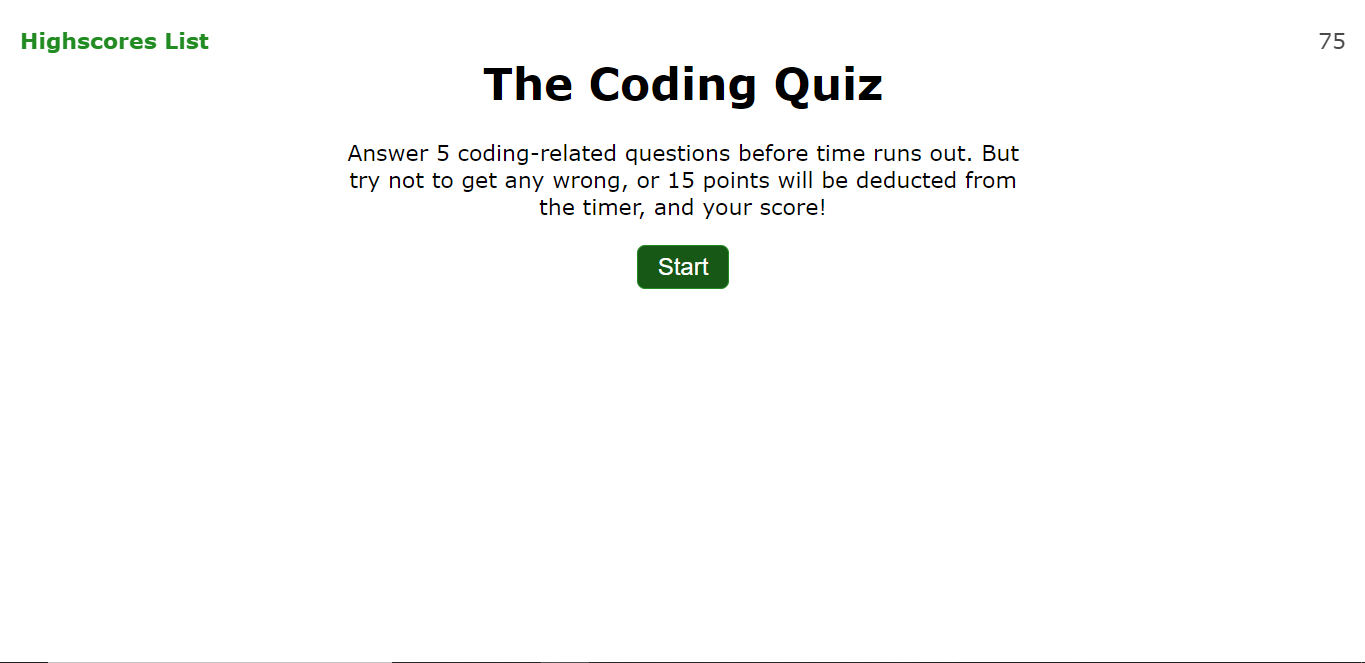 Highscores List
75
The Coding Quiz
Answer 5 coding-related questions before time runs out. But
try not to get any wrong, or 15 points will be deducted from
the timer, and your score!
Start